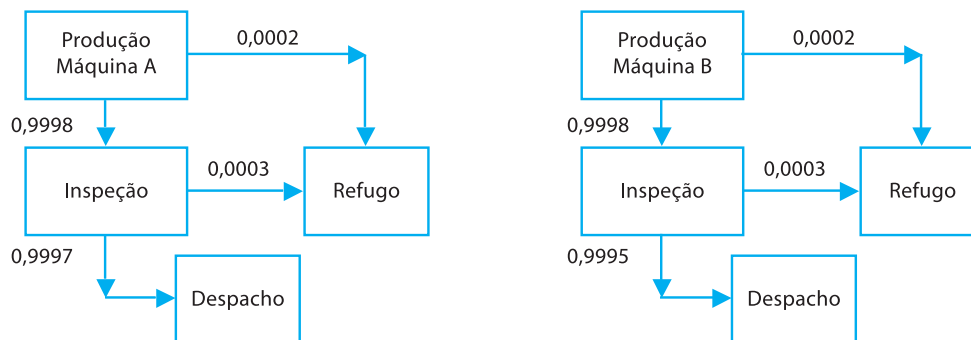 Produção
Máquina A
0,0002
0,9998
Inspeção
0,0003
Refugo
0,9997
Despacho
Produção
Máquina B
0,0002
0,9998
Inspeção
0,0003
Refugo
0,9995
Despacho